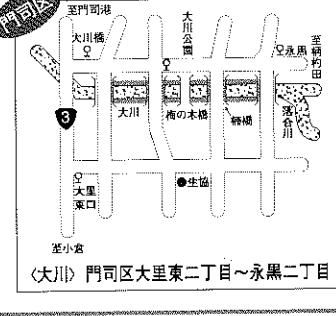 門司区
至門司港
大川橋
大川公園
永黒
至柄杓田
3
大川
梅の木橋
柳橋
落合川
大里東口
●生協
至小倉
〈大川〉門司区大里東二丁目〜永黒二丁目